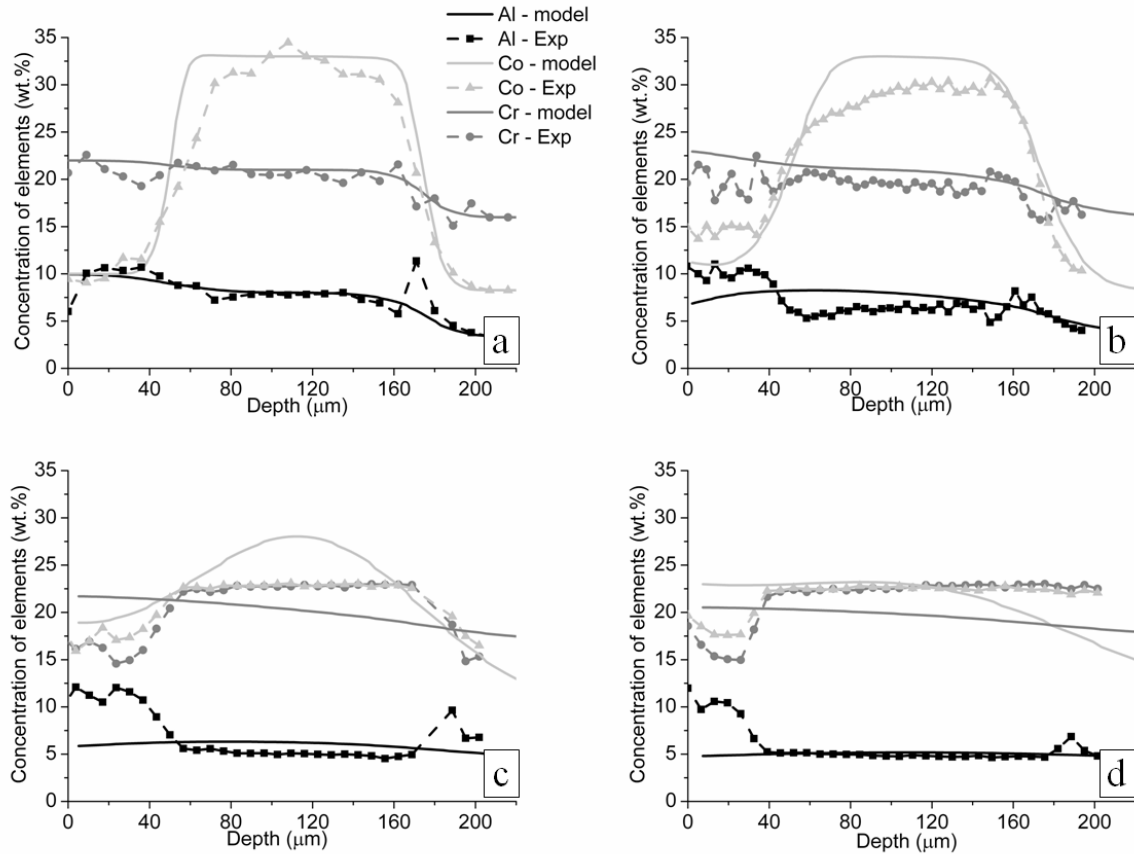 Al - model
Al - Exp
Co - model
Co - Exp
Cr - model
Cr - Exp
Concentration of elements (wt.%)
35
30
25
20
15
10
5
0
0 40 80 120 160 200
Depth (μm)
a
Concentration of elements (wt.%)
35
30
25
20
15
10
5
0
0 40 80 120 160 200
Depth (μm)
b
Concentration of elements (wt.%)
35
30
25
20
15
10
5
0
0 40 80 120 160 200
Depth (μm)
c
Concentration of elements (wt.%)
35
30
25
20
15
10
5
0
0 40 80 120 160 200
Depth (μm)
d